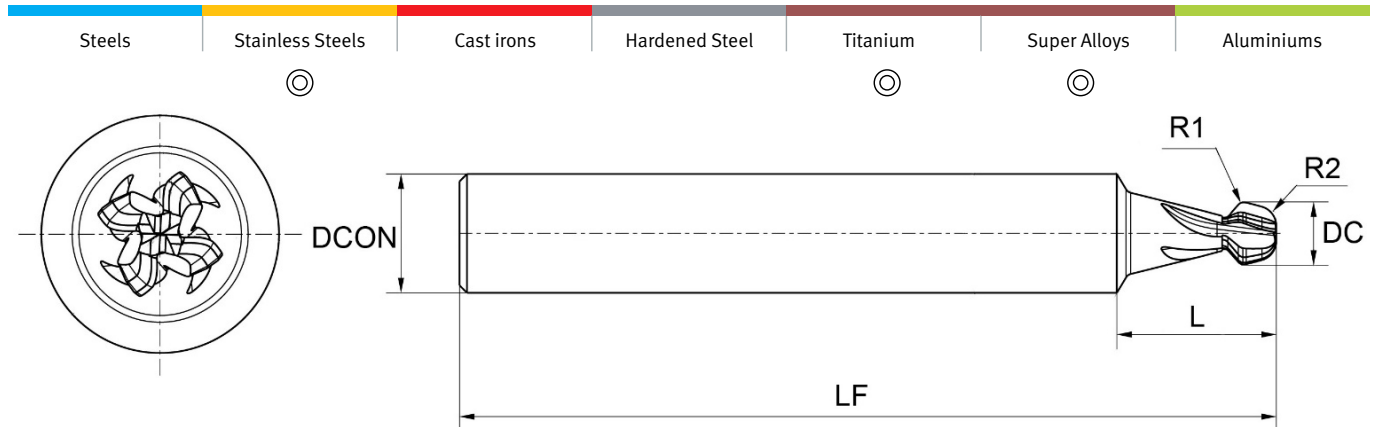 Steels Stainless Steels Cast irons Hardened Steel Titanium Super Alloys Aluminiums
R1
R2
DCON
DC
L
LF